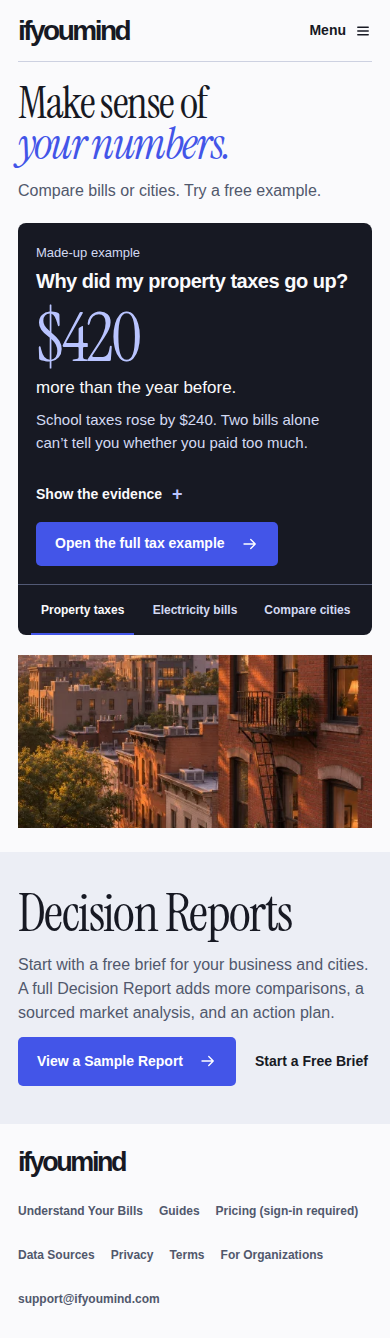 ifyoumind
Menu
Make sense of
your numbers.
Compare bills or cities. Try a free example.
Made-up example
Why did my property taxes go up?
$420
more than the year before.
School taxes rose by $240. Two bills alone
can't tell you whether you paid too much.
Show the evidence +
Open the full tax example →
Property taxes Electricity bills Compare cities
Decision Reports
Start with a free brief for your business and cities.
A full Decision Report adds more comparisons, a
sourced market analysis, and an action plan.
View a Sample Report → Start a Free Brief
ifyoumind
Understand Your Bills Guides Pricing (sign-in required)
Data Sources Privacy Terms For Organizations
support@ifyoumind.com